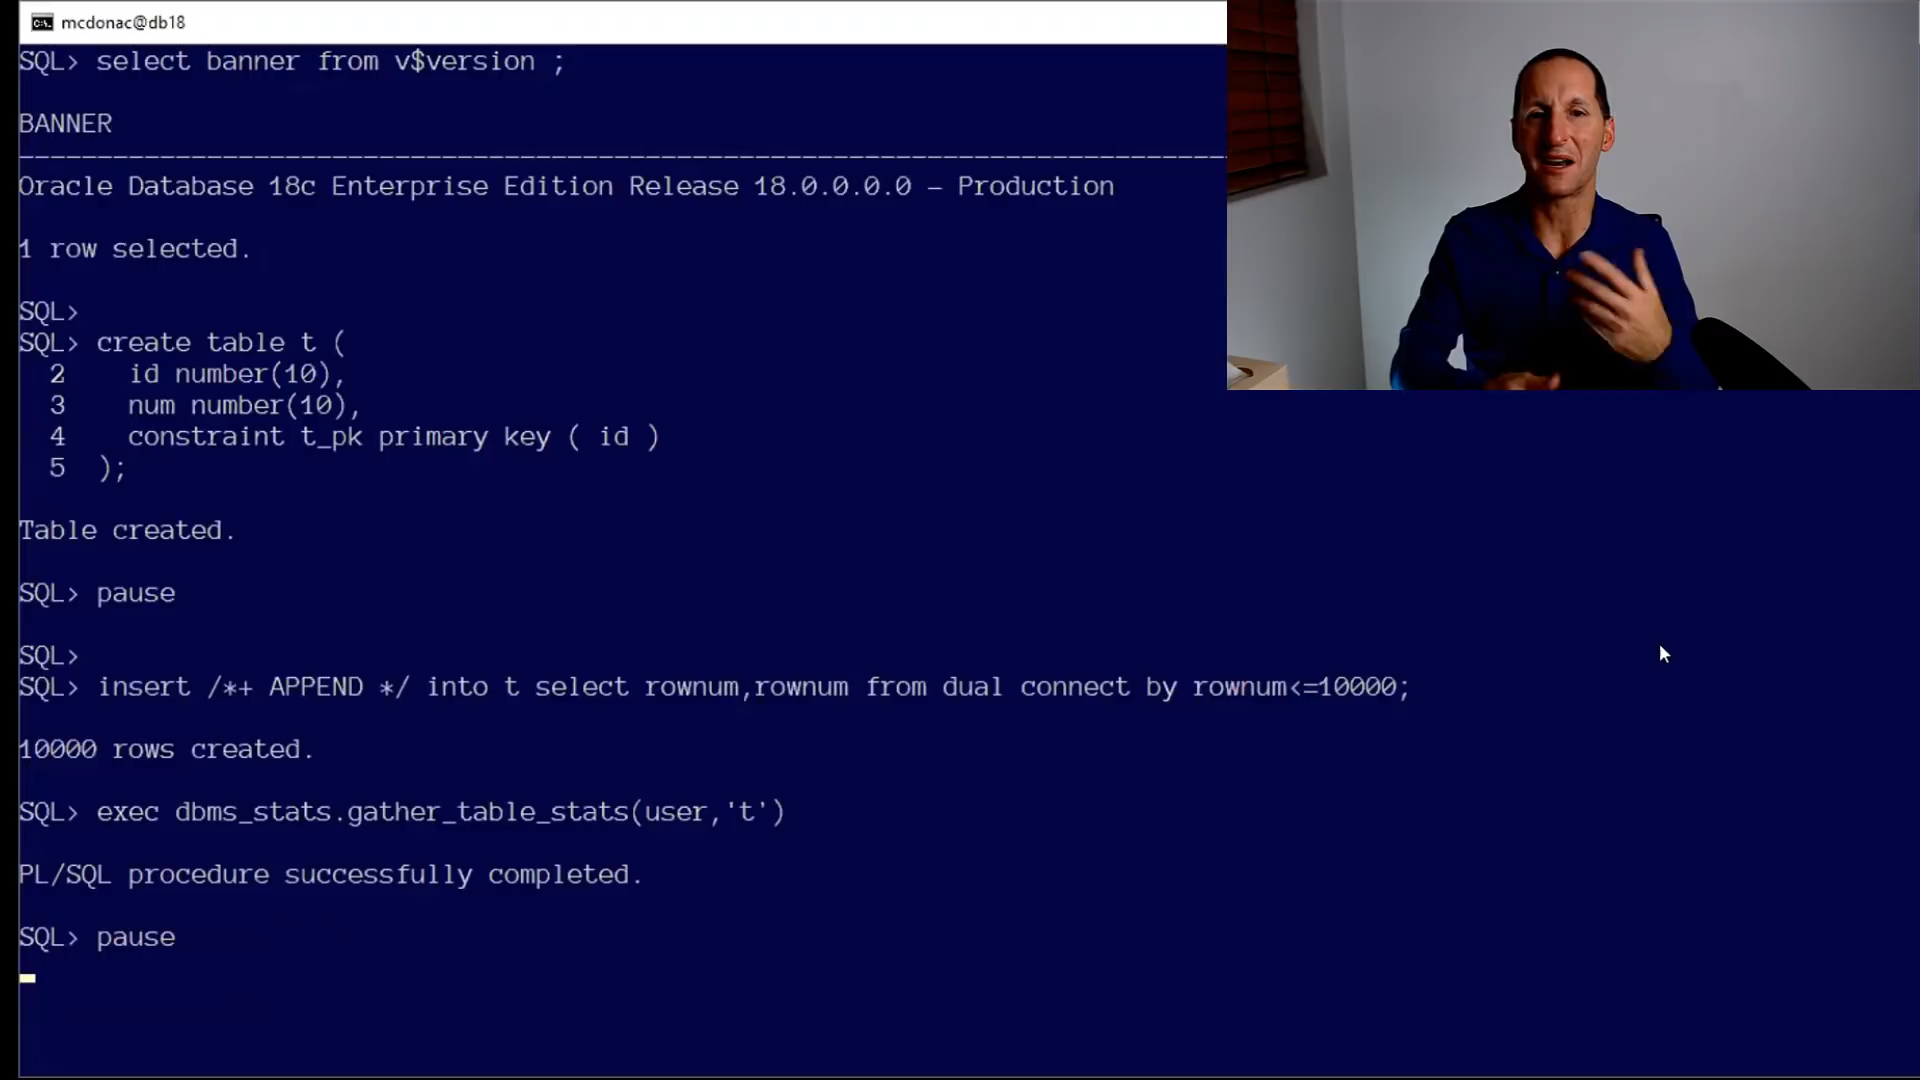 mcdonac@db18
SQL> select banner from v$version ;
BANNER
--------------------------------------------------------------------------------
Oracle Database 18c Enterprise Edition Release 18.0.0.0.0 - Production
1 row selected.
SQL>
SQL> create table t (
2 id number(10),
3 num number(10),
4 constraint t_pk primary key ( id )
5 );
Table created.
SQL> pause
SQL>
SQL> insert /*+ APPEND */ into t select rownum,rownum from dual connect by rownum<=10000;
10000 rows created.
SQL> exec dbms_stats.gather_table_stats(user,'t')
PL/SQL procedure successfully completed.
SQL> pause